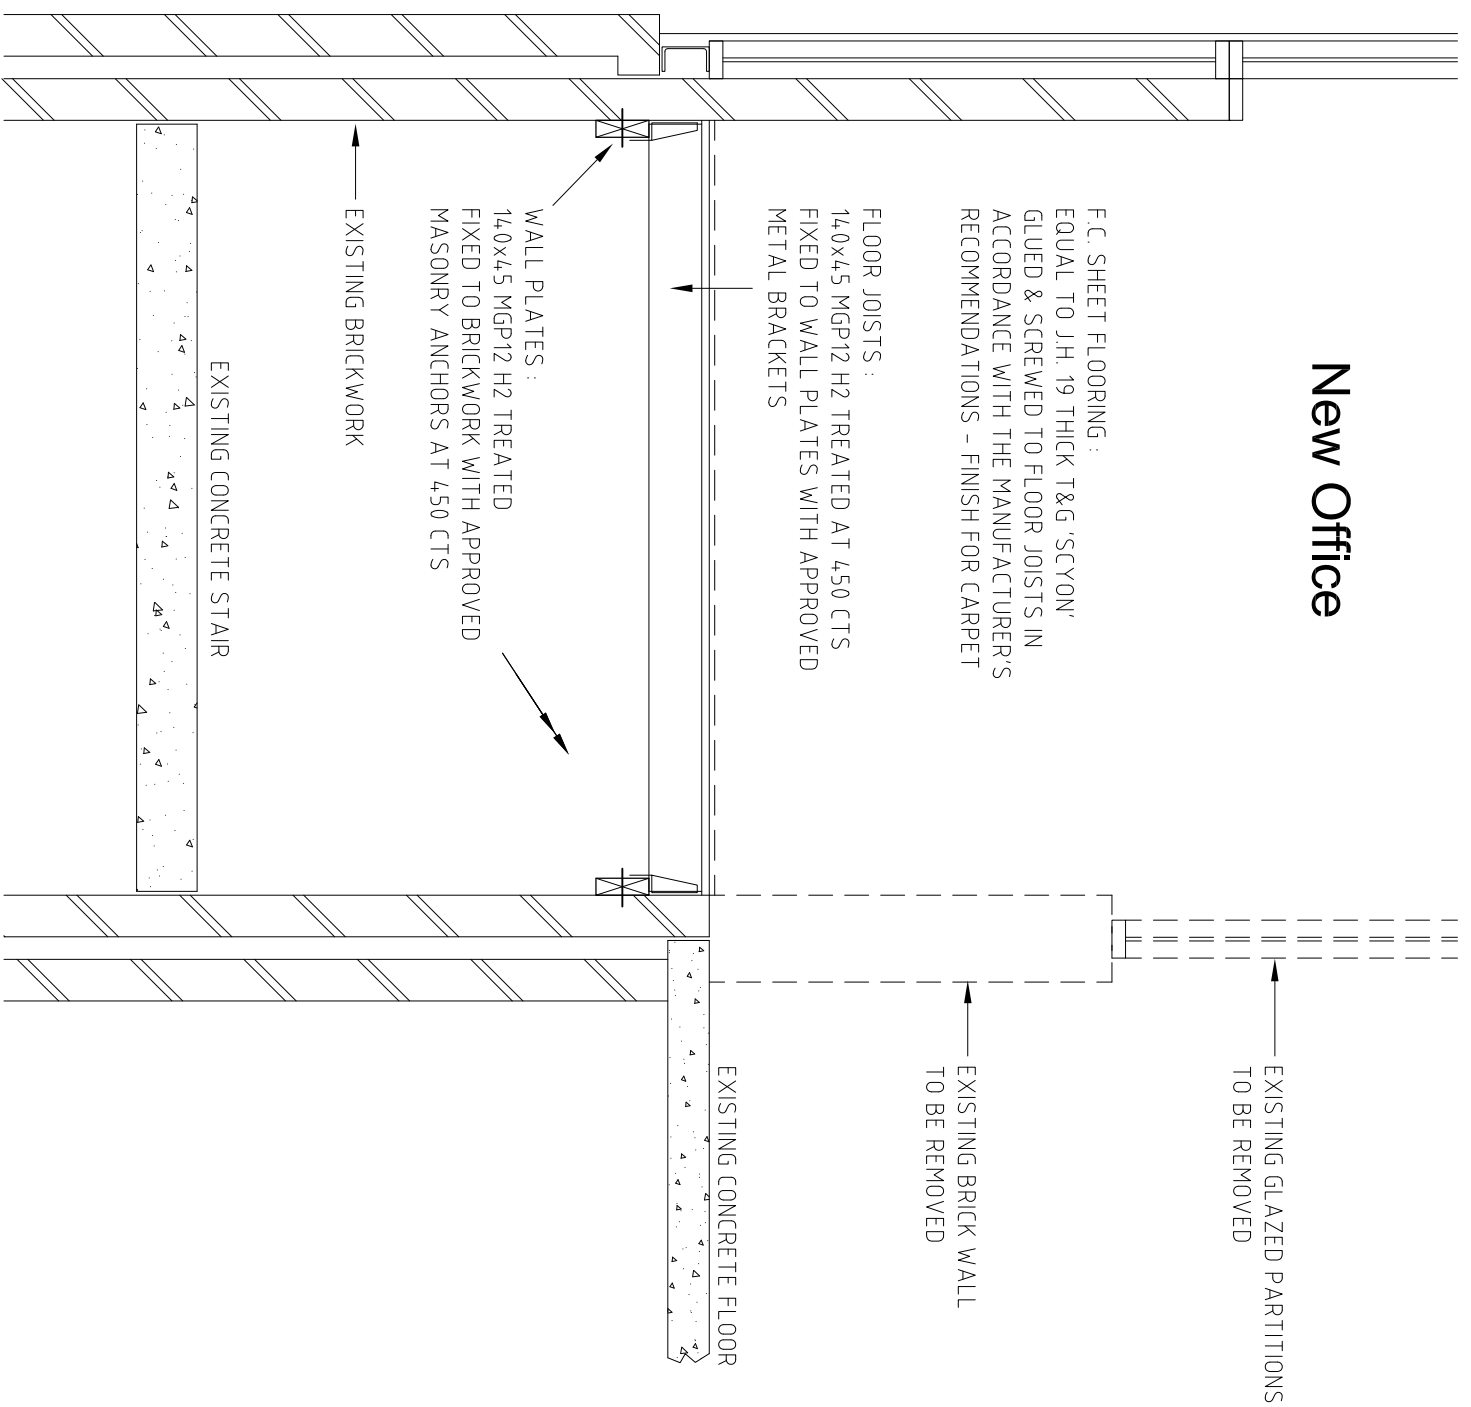 New Office
EXISTING GLAZED PARTITIONS
TO BE REMOVED
F.C. SHEET FLOORING :
EQUAL TO J.H. 19 THICK T&G 'SCYON'
GLUED & SCREWED TO FLOOR JOISTS IN
ACCORDANCE WITH THE MANUFACTURER'S
RECOMMENDATIONS - FINISH FOR CARPET
EXISTING BRICK WALL
TO BE REMOVED
FLOOR JOISTS :
140x45 MGP12 H2 TREATED AT 450 CTS
FIXED TO WALL PLATES WITH APPROVED
METAL BRACKETS
EXISTING CONCRETE FLOOR
WALL PLATES :
140x45 MGP12 H2 TREATED
FIXED TO BRICKWORK WITH APPROVED
MASONRY ANCHORS AT 450 CTS
EXISTING BRICKWORK
EXISTING CONCRETE STAIR